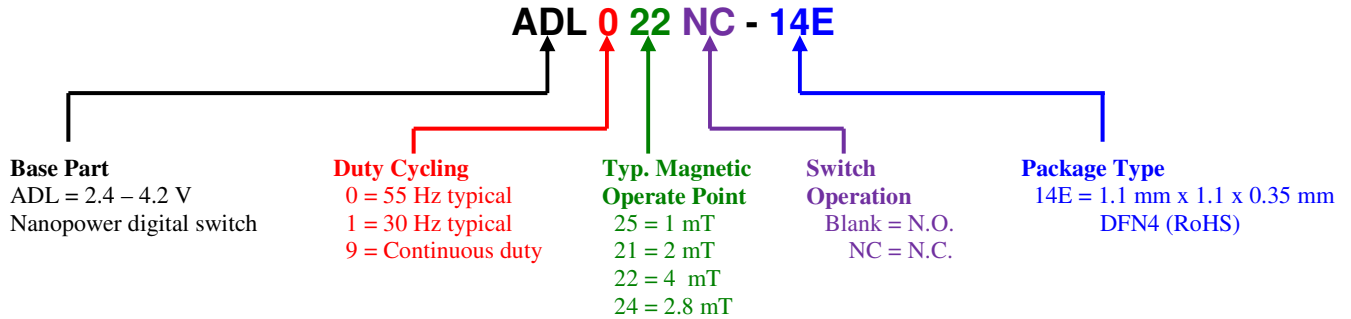 ADL 0 22 NC - 14E
Base Part
ADL = 2.4 – 4.2 V
Nanopower digital switch
Duty Cycling
0 = 55 Hz typical
1 = 30 Hz typical
9 = Continuous duty
Typ. Magnetic
Operate Point
25 = 1 mT
21 = 2 mT
22 = 4 mT
24 = 2.8 mT
Switch
Operation
Blank = N.O.
NC = N.C.
Package Type
14E = 1.1 mm x 1.1 x 0.35 mm
DFN4 (RoHS)